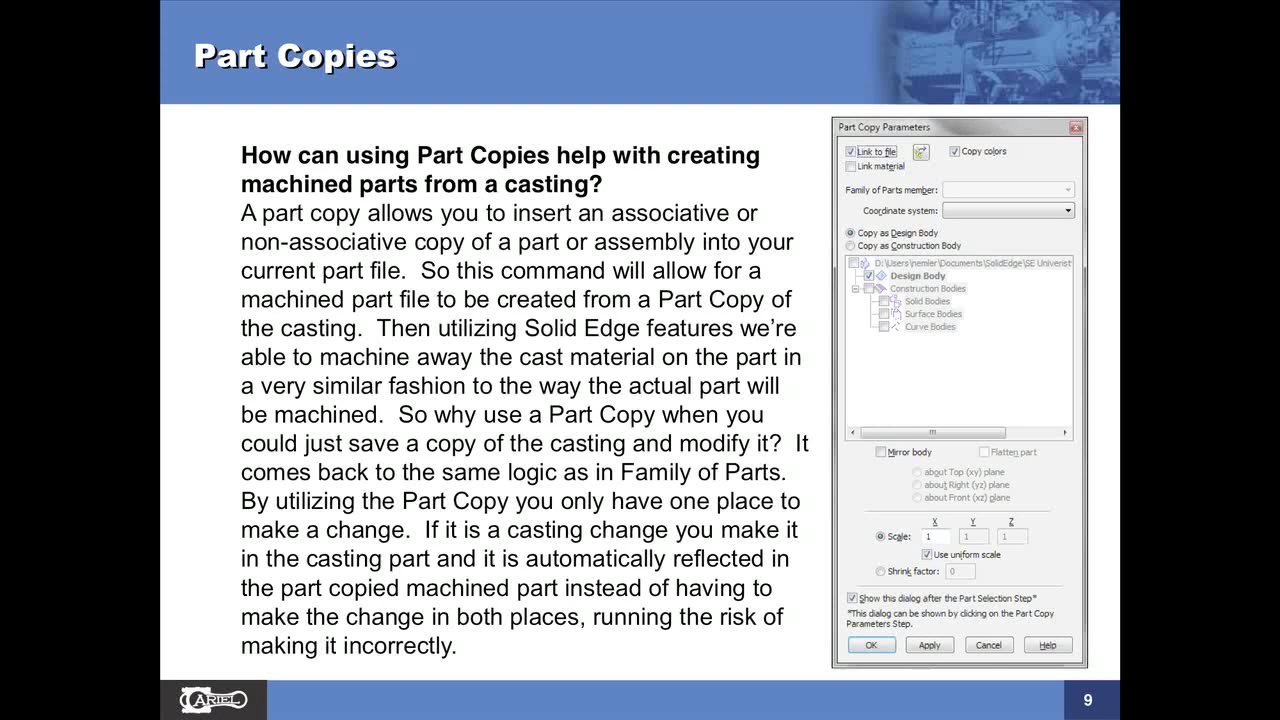 Part Copies
How can using Part Copies help with creating
machined parts from a casting?
A part copy allows you to insert an associative or
non-associative copy of a part or assembly into your
current part file.  So this command will allow for a
machined part file to be created from a Part Copy of
the casting.  Then utilizing Solid Edge features we’re
able to machine away the cast material on the part in
a very similar fashion to the way the actual part will
be machined.  So why use a Part Copy when you
could just save a copy of the casting and modify it?  It
comes back to the same logic as in Family of Parts.
By utilizing the Part Copy you only have one place to
make a change.  If it is a casting change you make it
in the casting part and it is automatically reflected in
the part copied machined part instead of having to
make the change in both places, running the risk of
making it incorrectly.
Part Copy Parameters
Link to file
Copy colors
Link material
Family of Parts member:
Coordinate system:
Copy as Design Body
Copy as Construction Body
D:\Users\nemler\Documents\SolidEdge\SE Universit
Design Body
Construction Bodies
Solid Bodies
Surface Bodies
Curve Bodies
Mirror body
Flatten part
about Top (xy) plane
about Right (yz) plane
about Front (xz) plane
X Y Z
Scale: 1 1 1
Use uniform scale
Shrink factor: 0
Show this dialog after the Part Selection Step*
*This dialog can be shown by clicking on the Part Copy
Parameters Step.
OK Apply Cancel Help
ARIEL
9